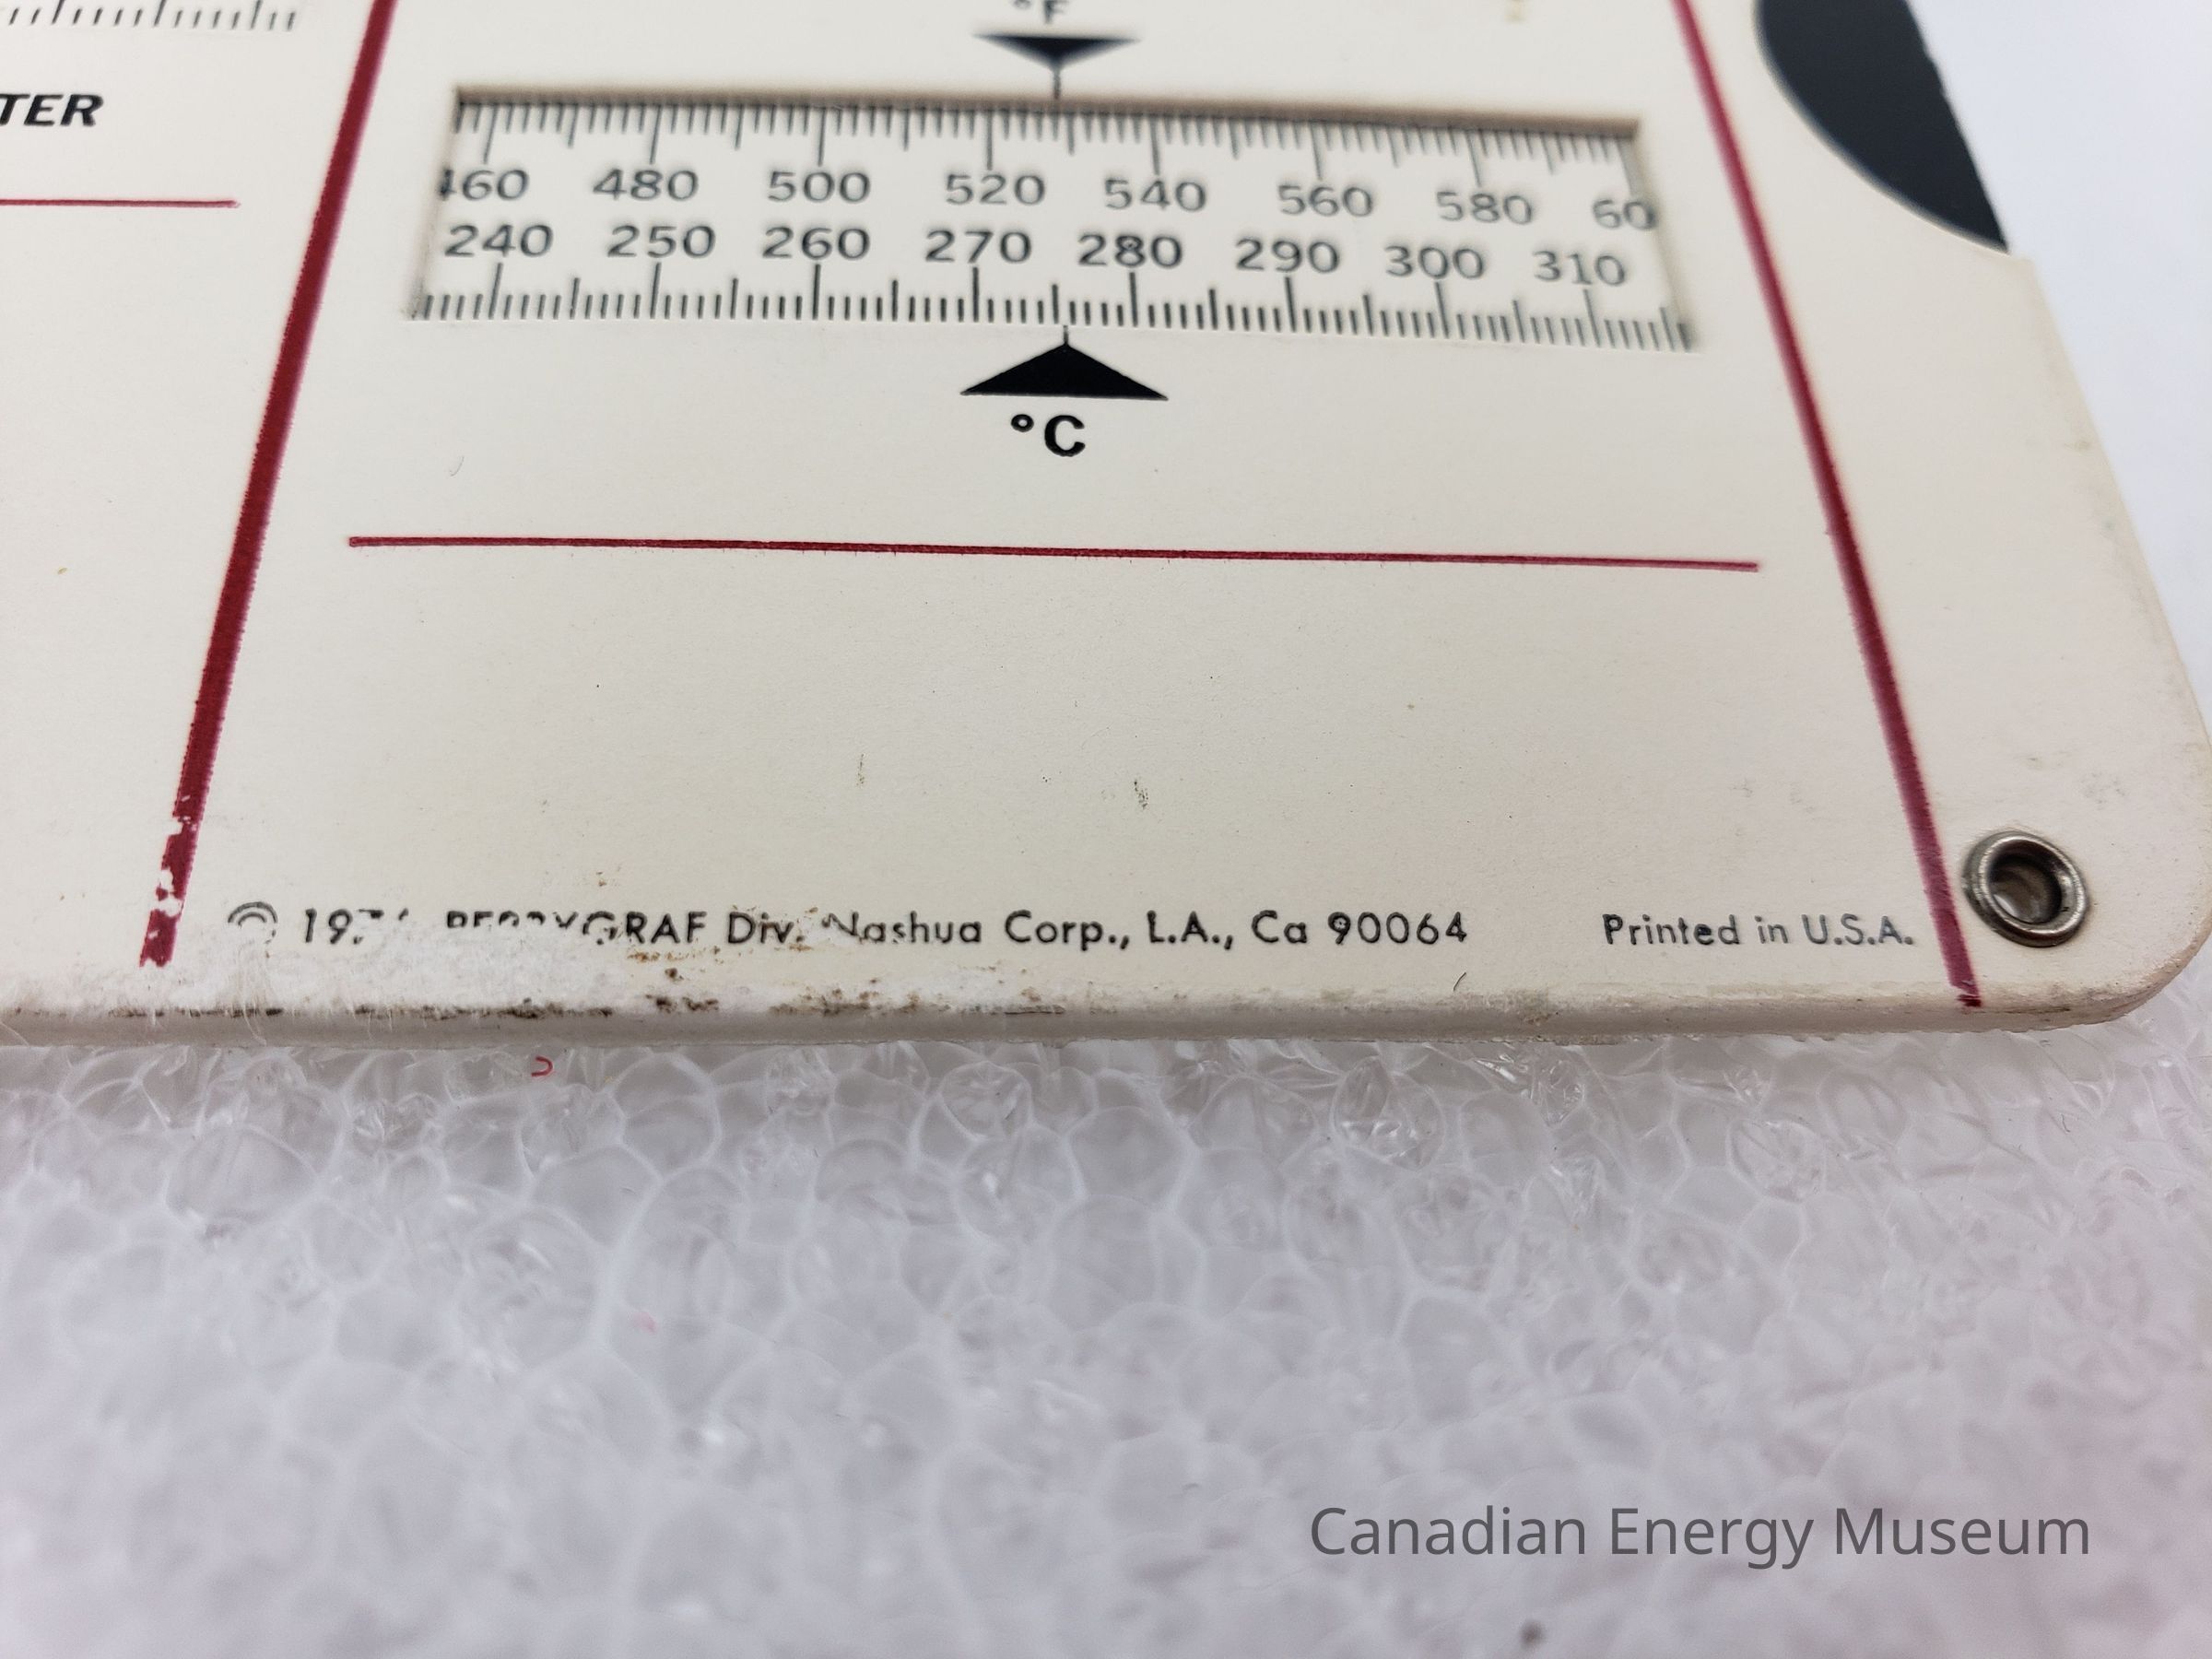 °F
TER
460 480 500 520 540 560 580 60
240 250 260 270 280 290 300 310
°C
© PERRYGRAF Div. Nashua Corp., L.A., Ca 90064 Printed in U.S.A.
Canadian Energy Museum